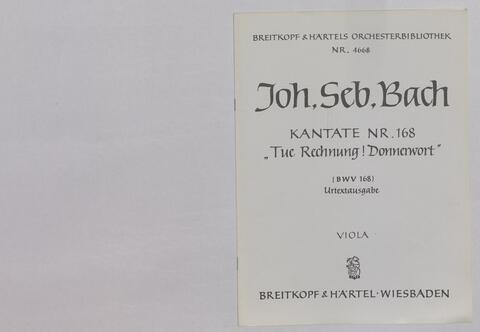 BREITKOPF & HÄRTELS ORCHESTERBIBLIOTHEK
NR. 4668
Joh. Seb. Bach
KANTATE NR. 168
„Tue Rechnung! Donnerwort"
(BWV 168)
Urtextausgabe
VIOLA
BREITKOPF & HÄRTEL · WIESBADEN